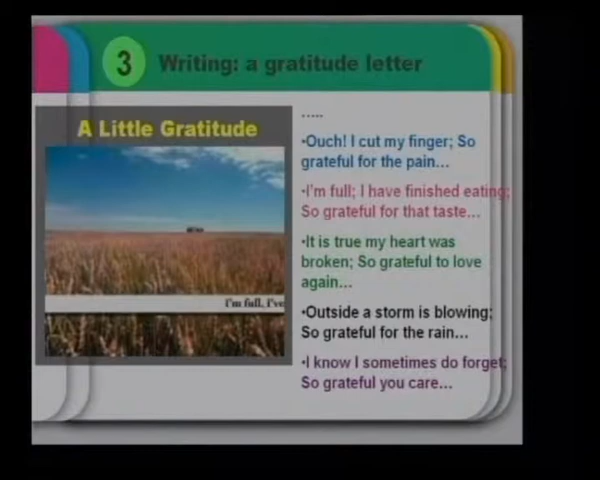 3 Writing: a gratitude letter
A Little Gratitude
I'm full, I've
.....
•Ouch! I cut my finger; So
grateful for the pain...
•I'm full; I have finished eating;
So grateful for that taste...
•It is true my heart was
broken; So grateful to love
again...
•Outside a storm is blowing;
So grateful for the rain...
•I know I sometimes do forget;
So grateful you care...